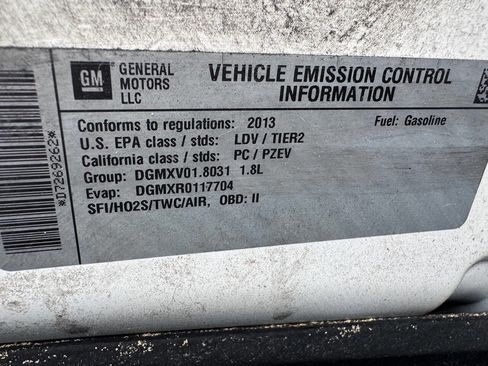 GM
GENERAL
MOTORS
LLC
VEHICLE EMISSION CONTROL
INFORMATION
Conforms to regulations: 2013
Fuel: Gasoline
U.S. EPA class / stds: LDV / TIER2
California class / stds: PC / PZEV
Group: DGMXV01.8031 1.8L
Evap: DGMXR0117704
SFI/HO2S/TWC/AIR, OBD: II
*D7269262*